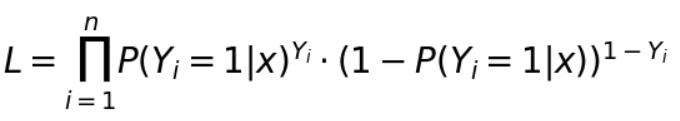 L = ∏_{i=1}^{n} P(Y_i = 1|x)^{Y_i} · (1 − P(Y_i = 1|x))^{1 − Y_i}